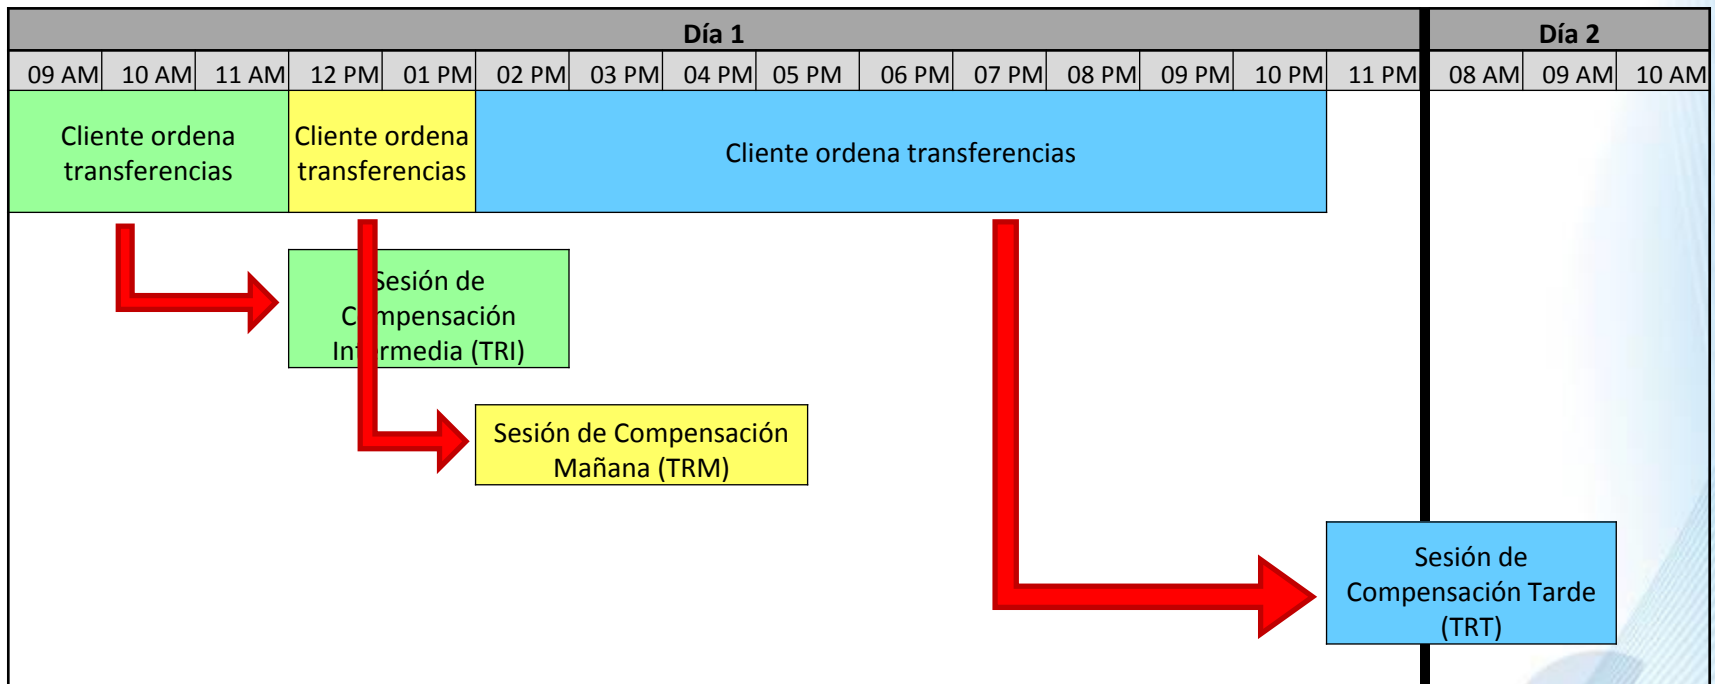 Día 1 Día 2
09 AM 10 AM 11 AM 12 PM 01 PM 02 PM 03 PM 04 PM 05 PM 06 PM 07 PM 08 PM 09 PM 10 PM 11 PM 08 AM 09 AM 10 AM
Cliente ordena
transferencias
Cliente ordena
transferencias
Cliente ordena transferencias
Sesión de
Compensación
Intermedia (TRI)
Sesión de Compensación
Mañana (TRM)
Sesión de
Compensación Tarde
(TRT)